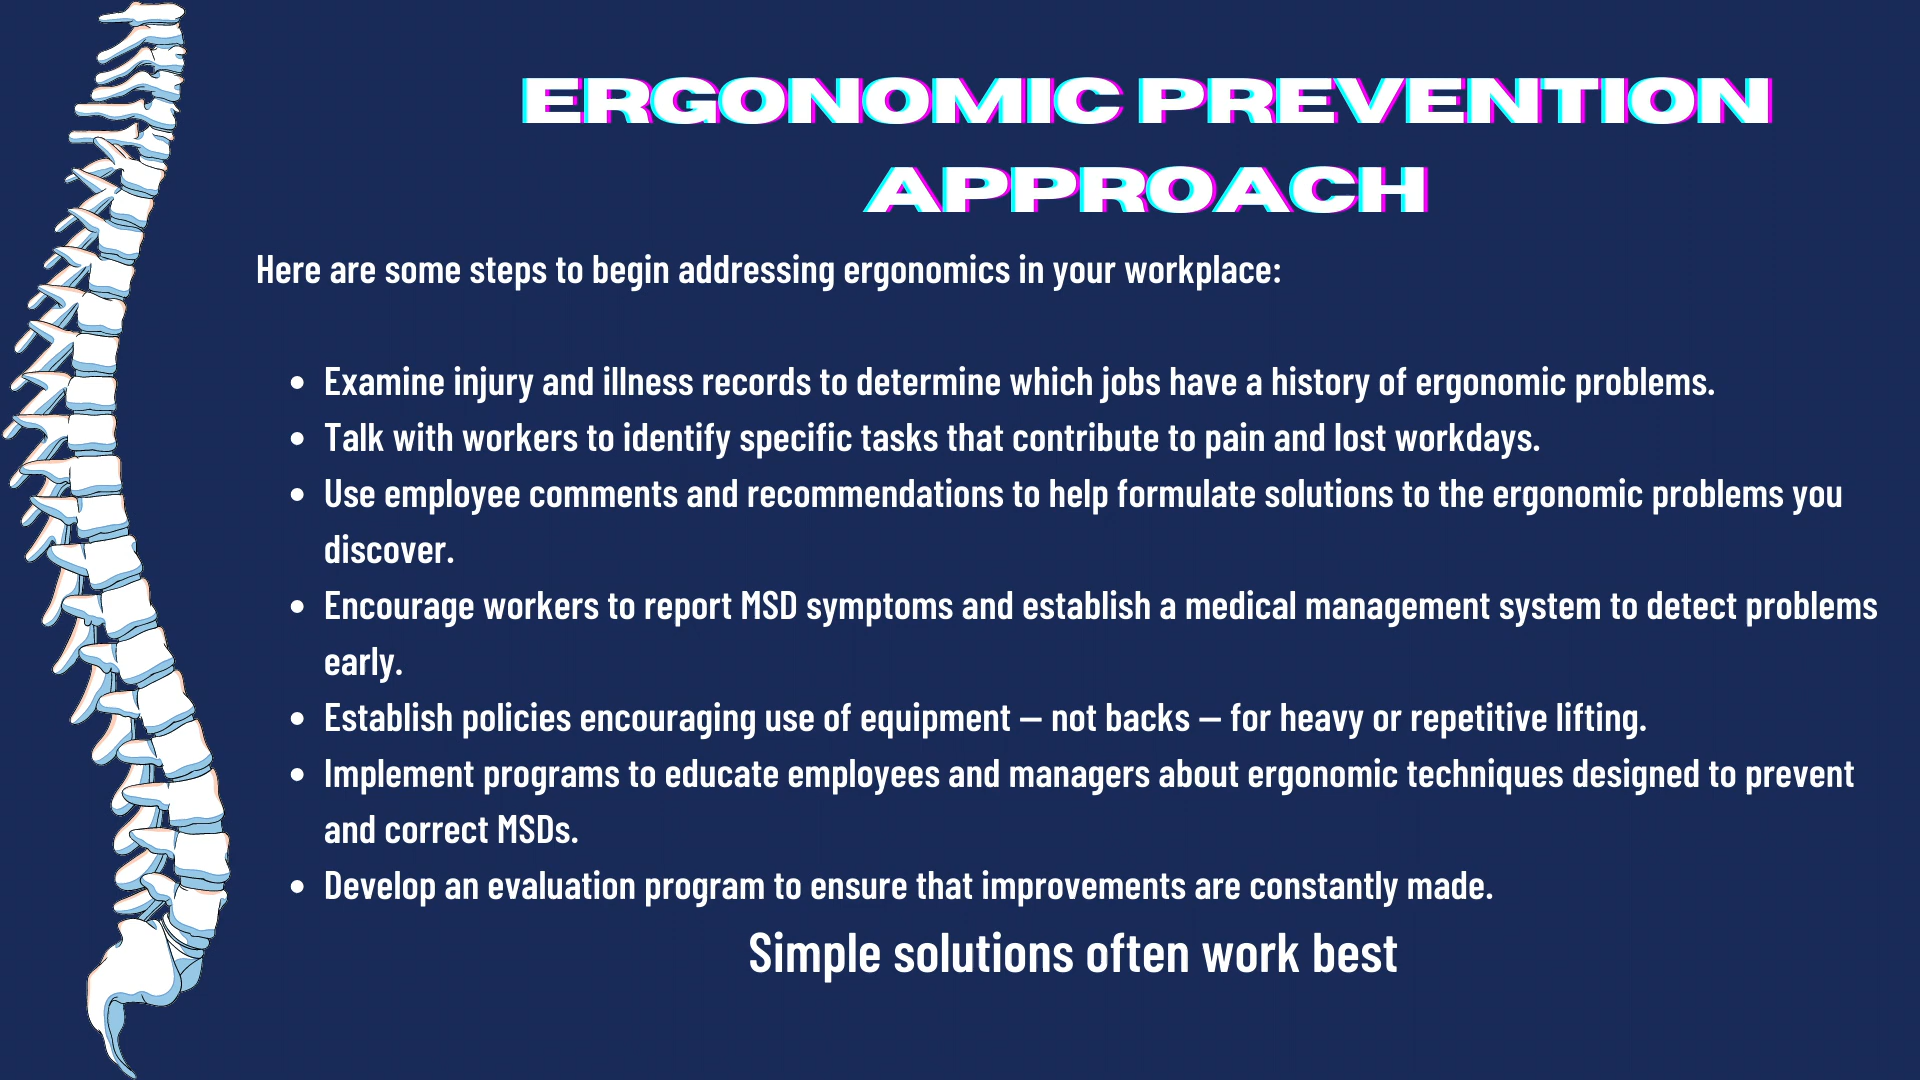 ERGONOMIC PREVENTION
APPROACH
Here are some steps to begin addressing ergonomics in your workplace:
• Examine injury and illness records to determine which jobs have a history of ergonomic problems.
• Talk with workers to identify specific tasks that contribute to pain and lost workdays.
• Use employee comments and recommendations to help formulate solutions to the ergonomic problems you
discover.
• Encourage workers to report MSD symptoms and establish a medical management system to detect problems
early.
• Establish policies encouraging use of equipment – not backs – for heavy or repetitive lifting.
• Implement programs to educate employees and managers about ergonomic techniques designed to prevent
and correct MSDs.
• Develop an evaluation program to ensure that improvements are constantly made.
Simple solutions often work best